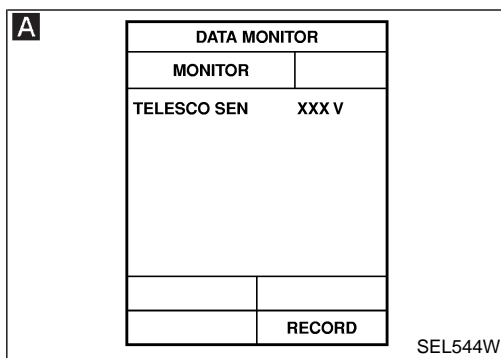 A
DATA MONITOR
MONITOR
TELESCO SEN XXX V
RECORD
SEL544W